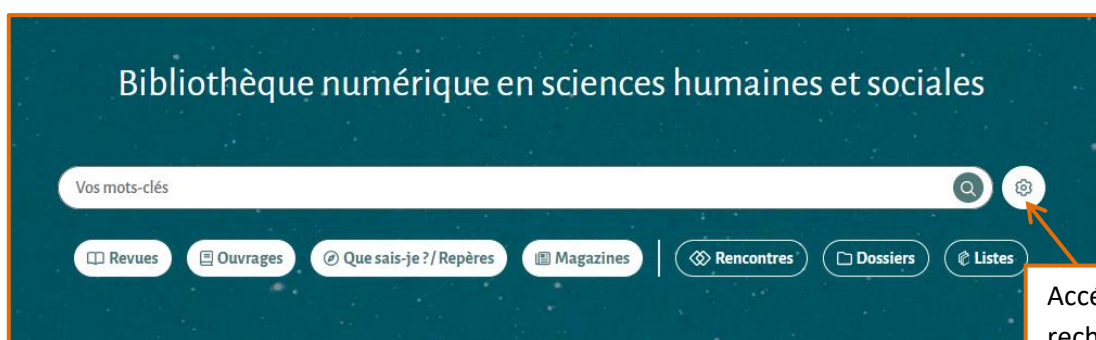 Bibliothèque numérique en sciences humaines et sociales
Vos mots-clés
Revues
Ouvrages
Que sais-je ? / Repères
Magazines
Rencontres
Dossiers
Listes